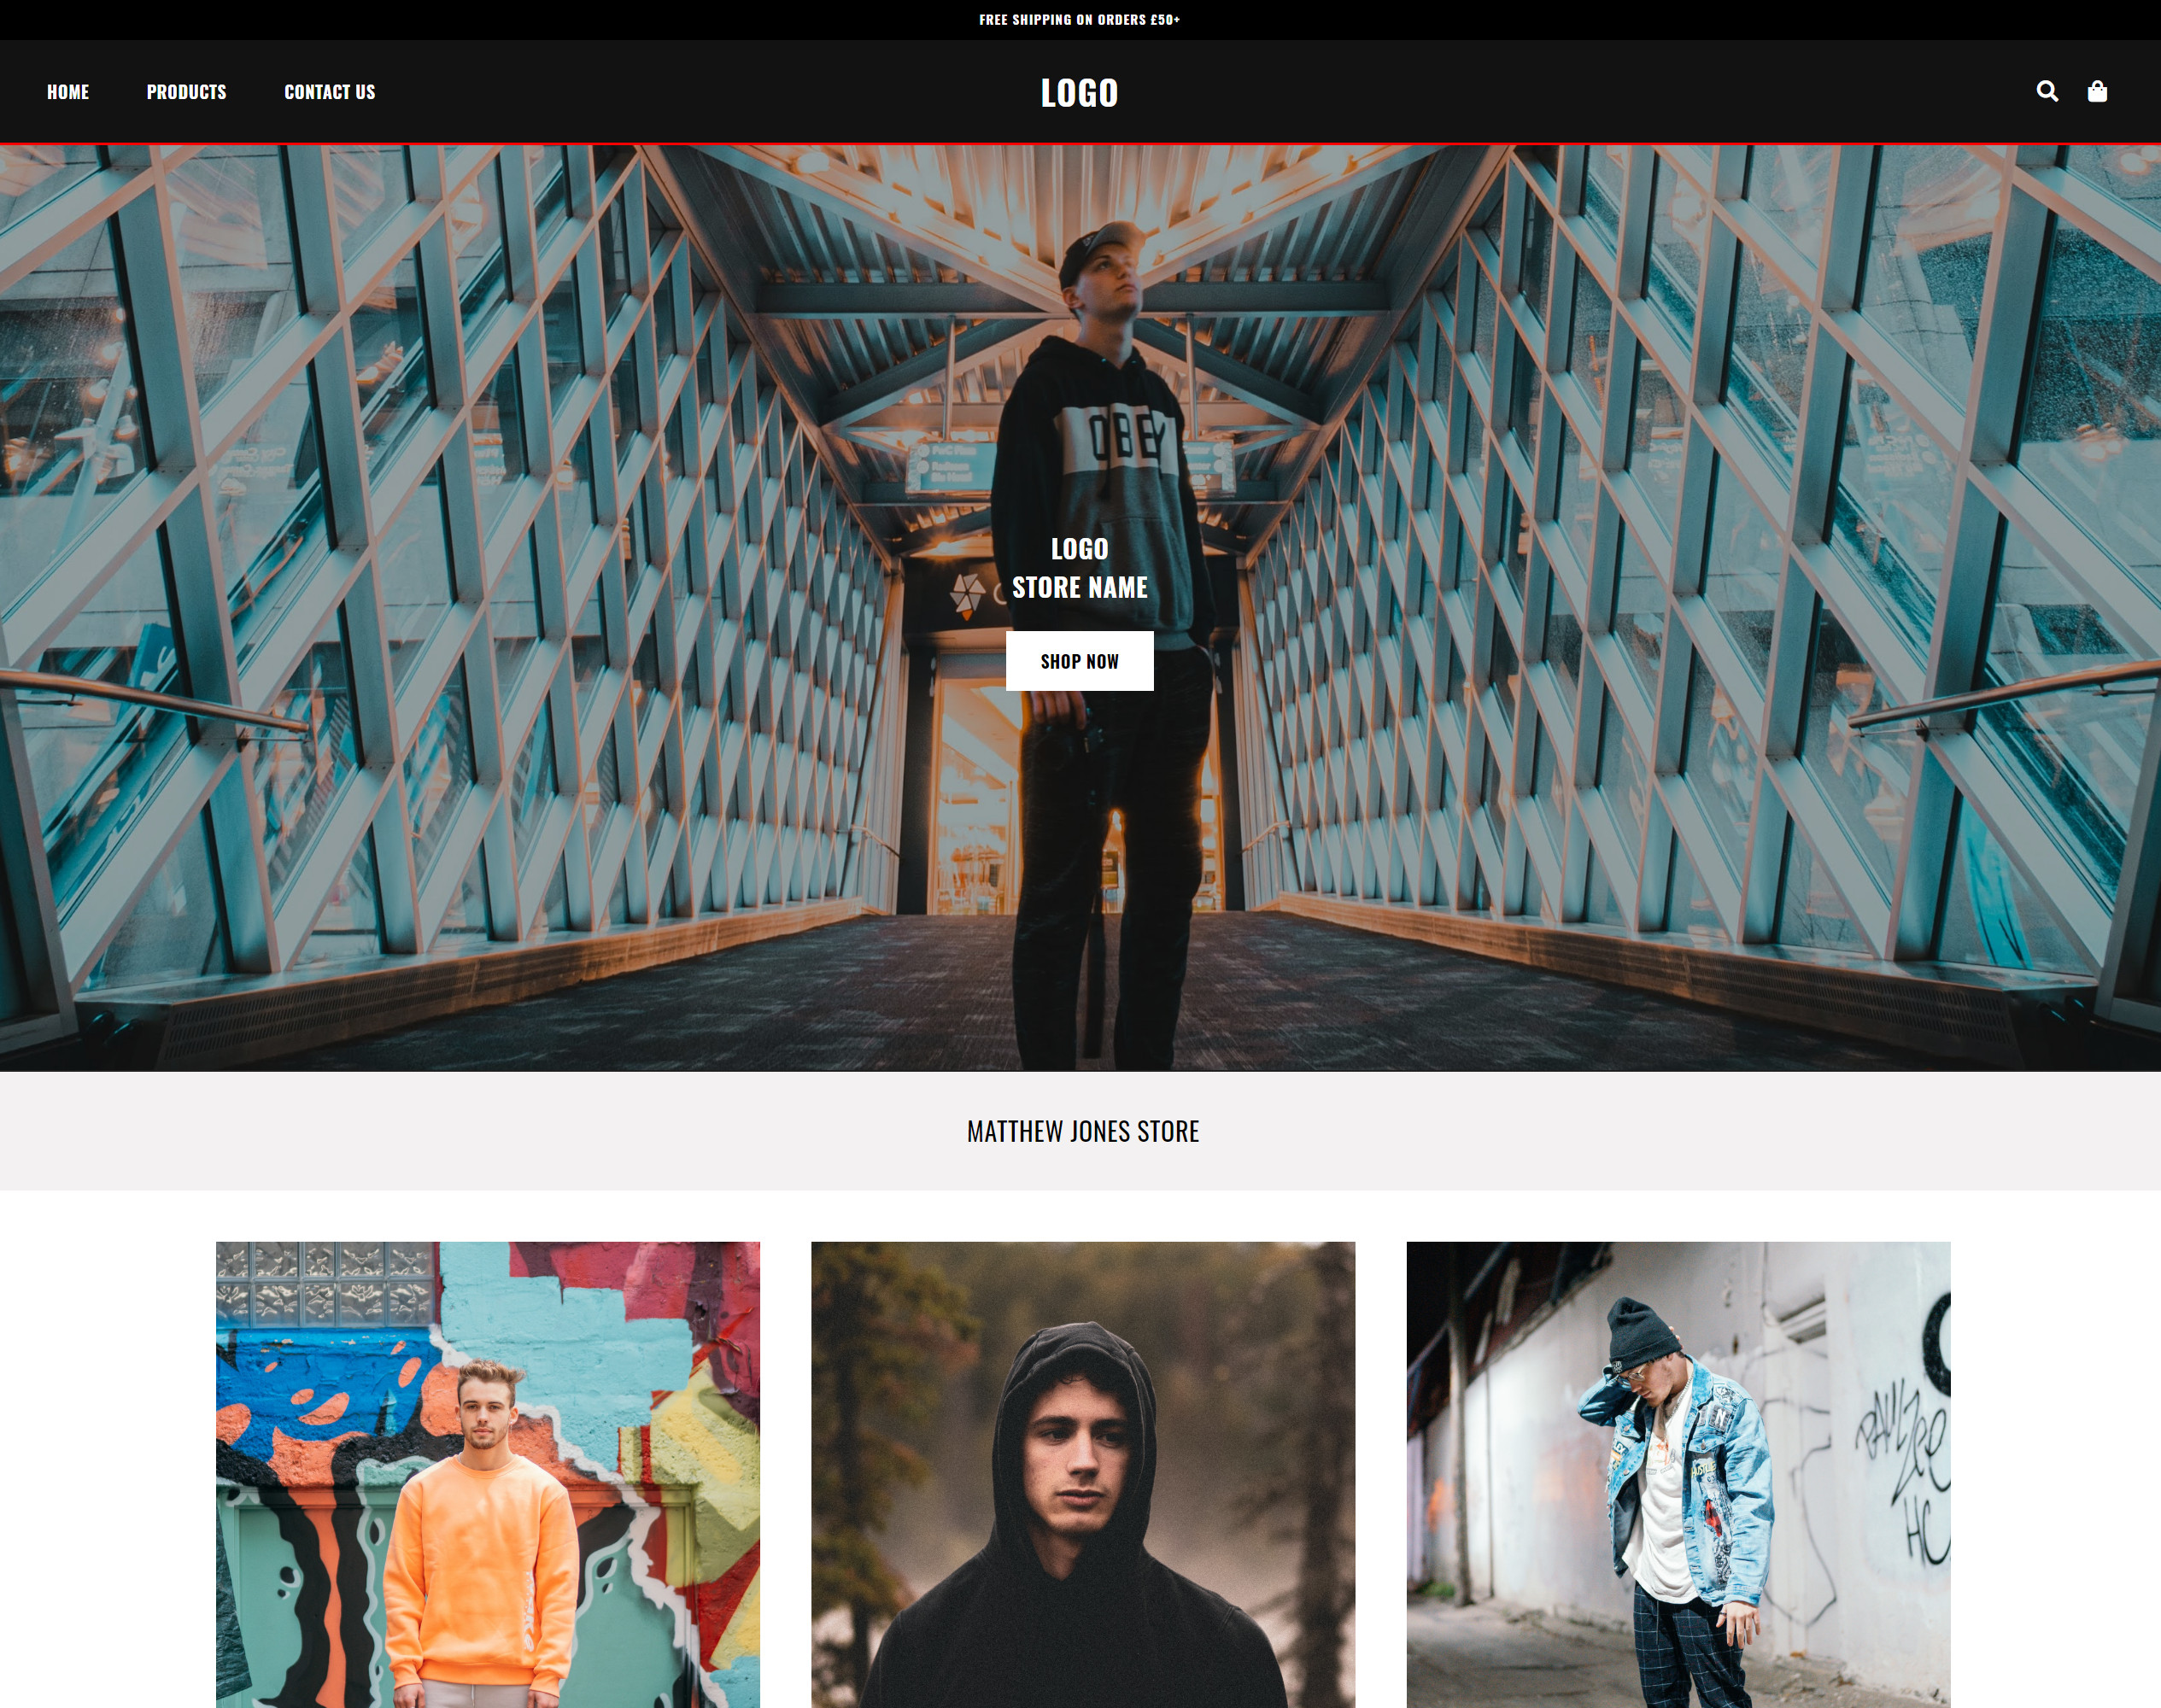 FREE SHIPPING ON ORDERS £50+
HOME PRODUCTS CONTACT US LOGO
OBEY
LOGO
STORE NAME
SHOP NOW
MATTHEW JONES STORE
HC